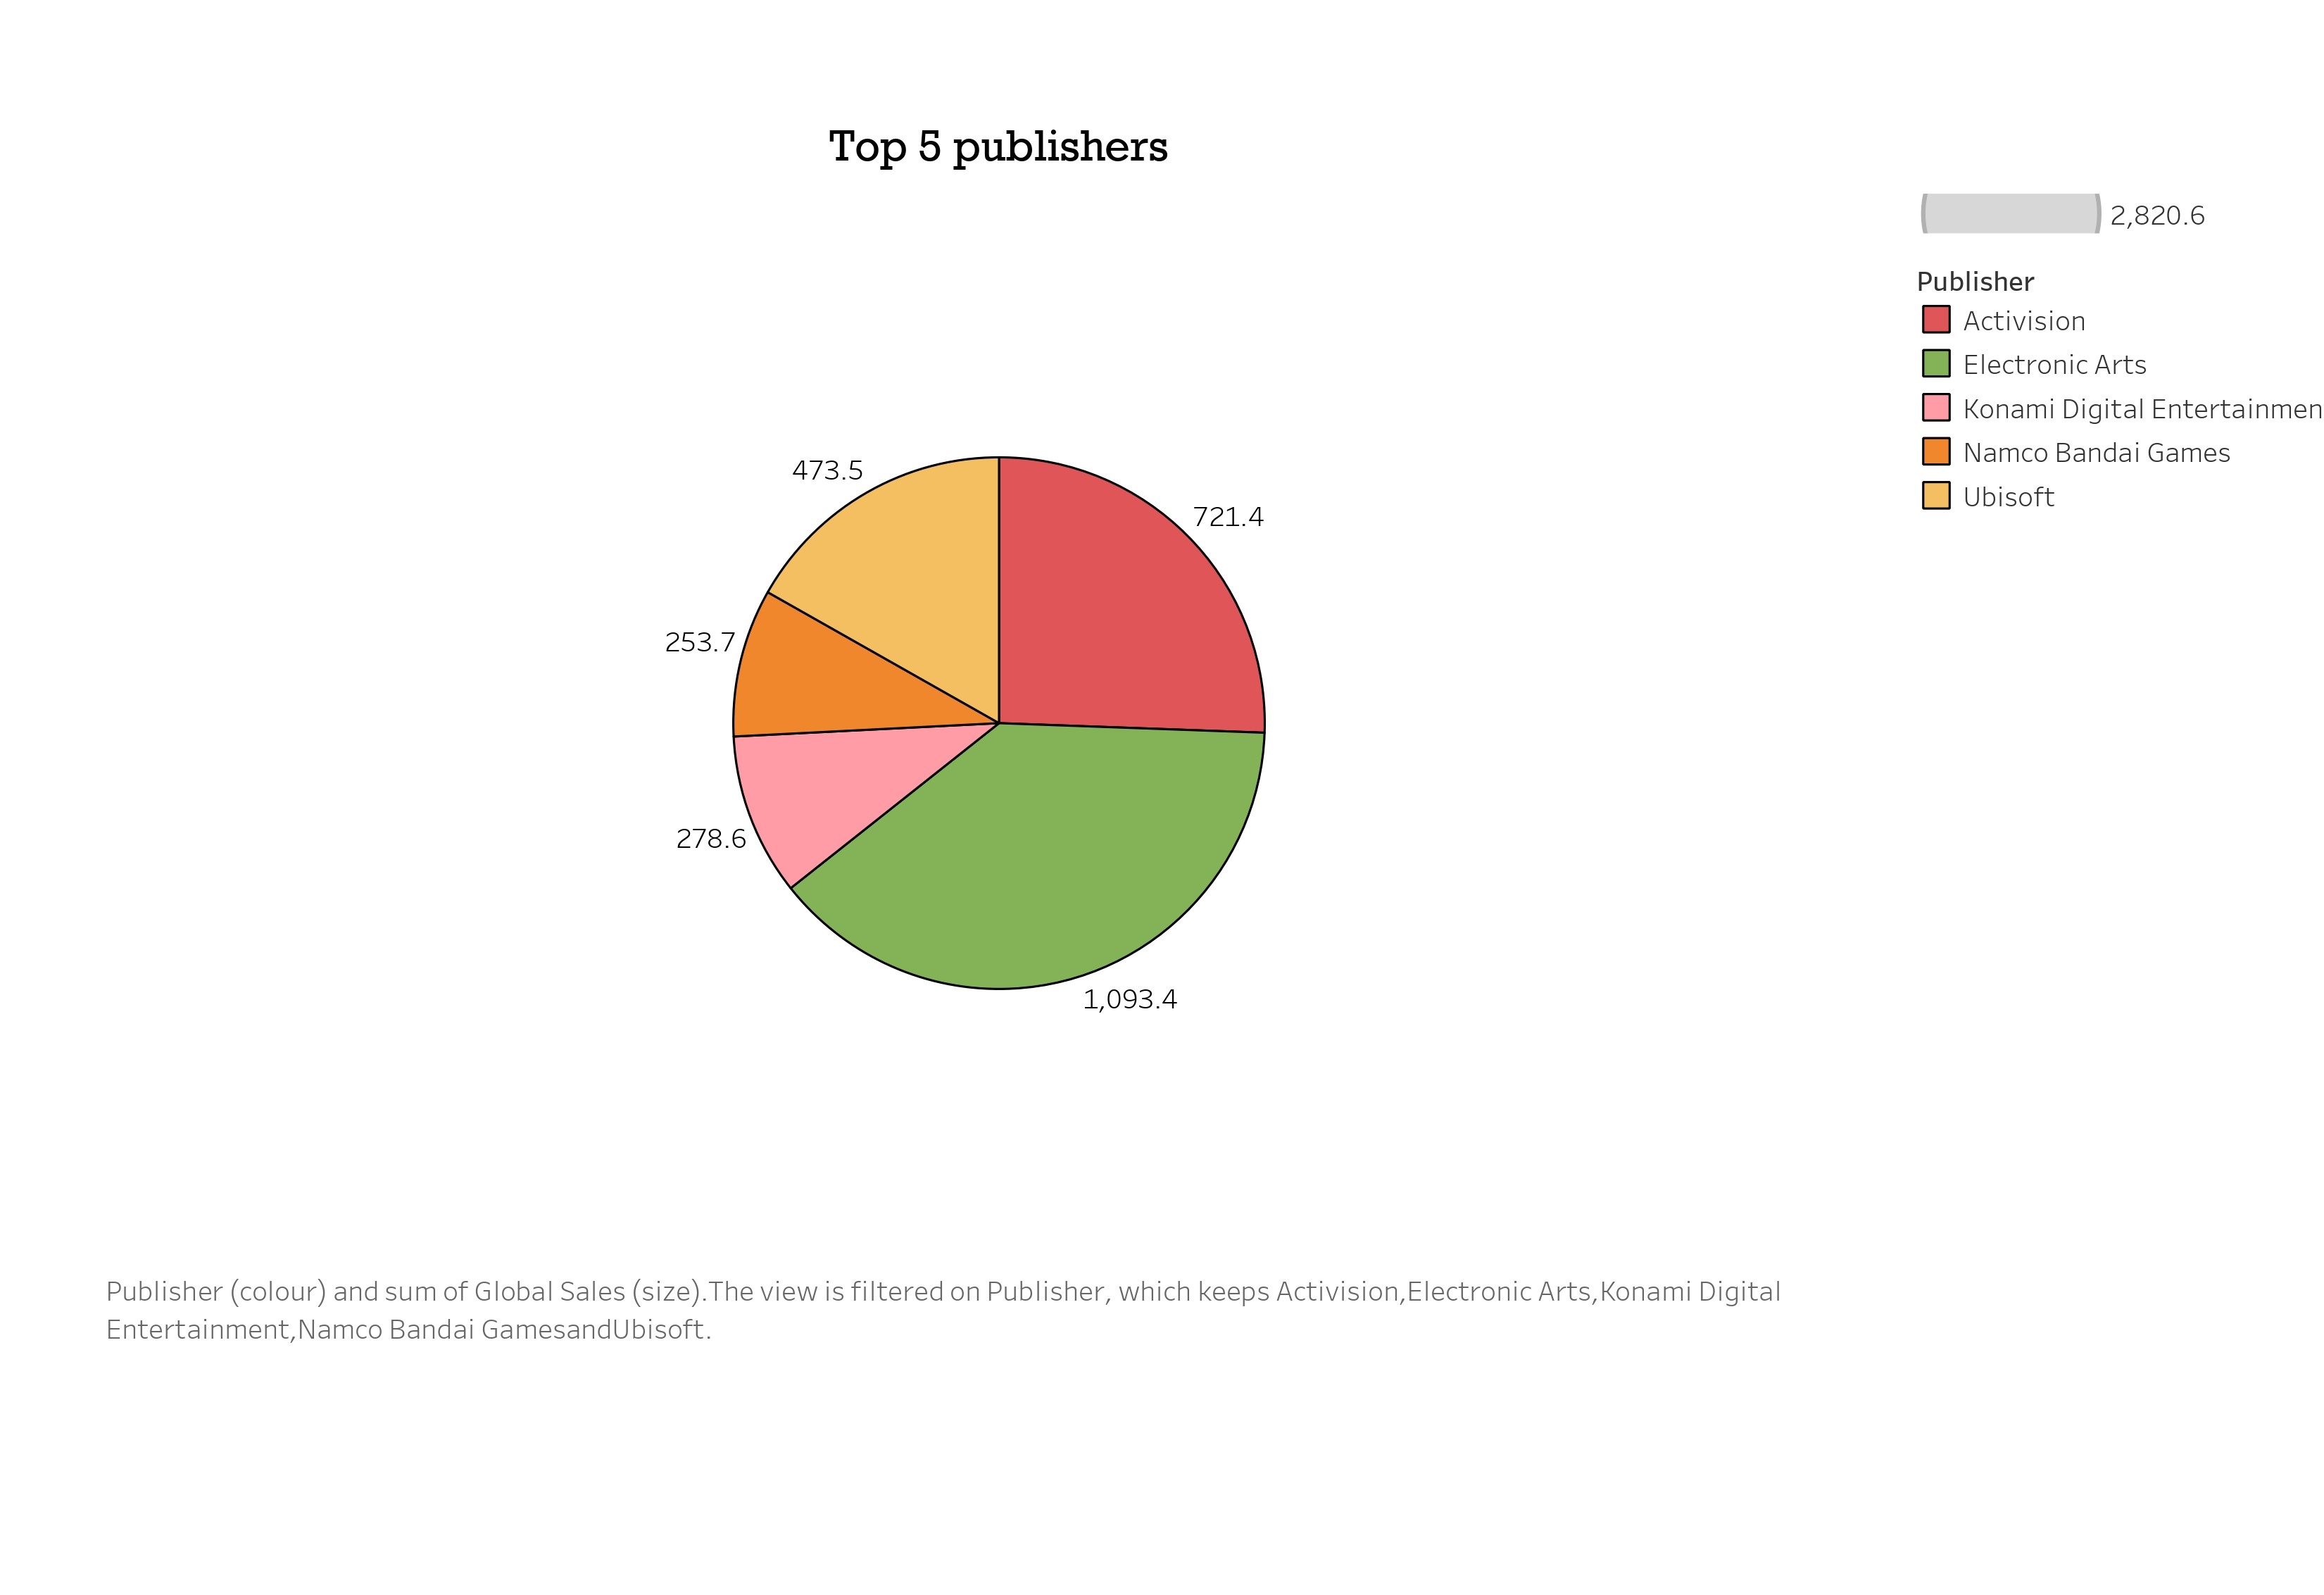 Top 5 publishers
2,820.6
Publisher
Activision
Electronic Arts
Konami Digital Entertainmen
Namco Bandai Games
Ubisoft
473.5
721.4
253.7
278.6
1,093.4
Publisher (colour) and sum of Global Sales (size).The view is filtered on Publisher, which keeps Activision,Electronic Arts,Konami Digital
Entertainment,Namco Bandai GamesandUbisoft.